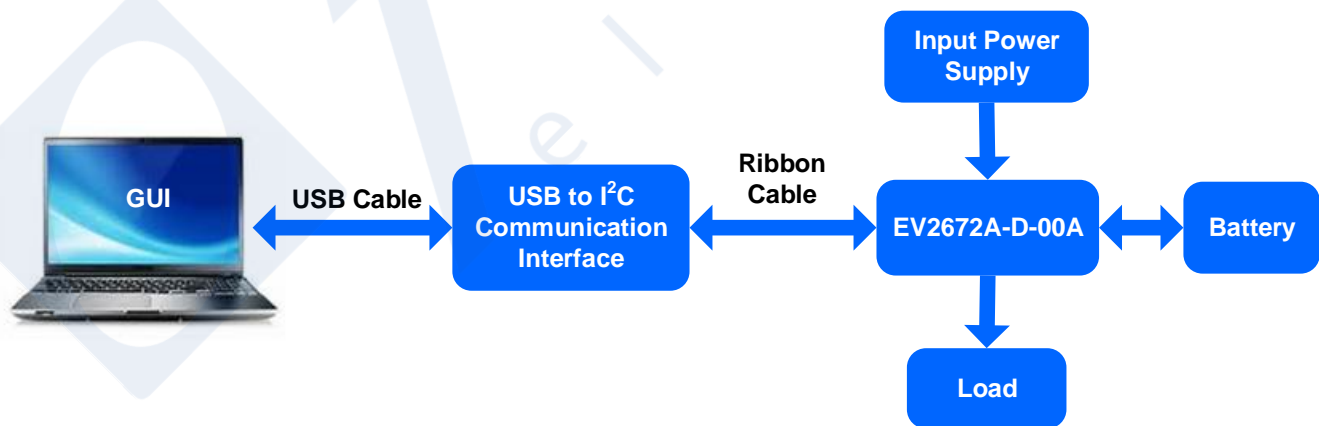 Input Power
Supply
GUI
USB Cable
USB to I²C
Communication
Interface
Ribbon
Cable
EV2672A-D-00A
Battery
Load